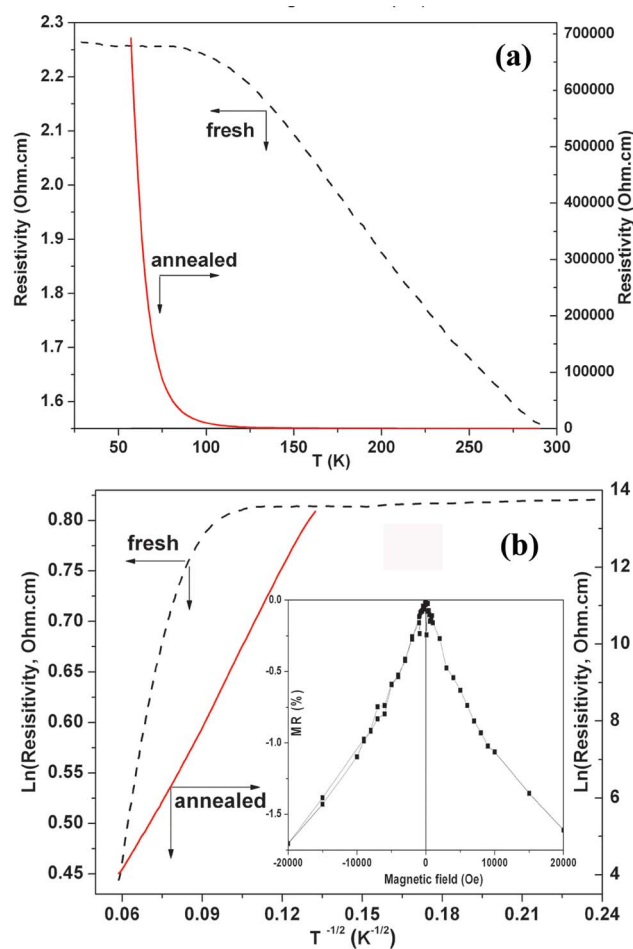 (a)
2.3
2.2
2.1
2.0
1.9
1.8
1.7
1.6
Resistivity (Ohm.cm)
700000
600000
500000
400000
300000
200000
100000
0
Resistivity (Ohm.cm)
fresh
annealed
50 100 150 200 250 300
T (K)
(b)
0.80
0.75
0.70
0.65
0.60
0.55
0.50
0.45
Ln(Resisitivity, Ohm.cm)
14
12
10
8
6
4
Ln(Resisitivity, Ohm.cm)
fresh
annealed
0.0
-0.5
-1.0
-1.5
MR (%)
-20000 -10000 0 10000 20000
Magnetic field (Oe)
0.06 0.09 0.12 0.15 0.18 0.21 0.24
T -1/2 (K-1/2)